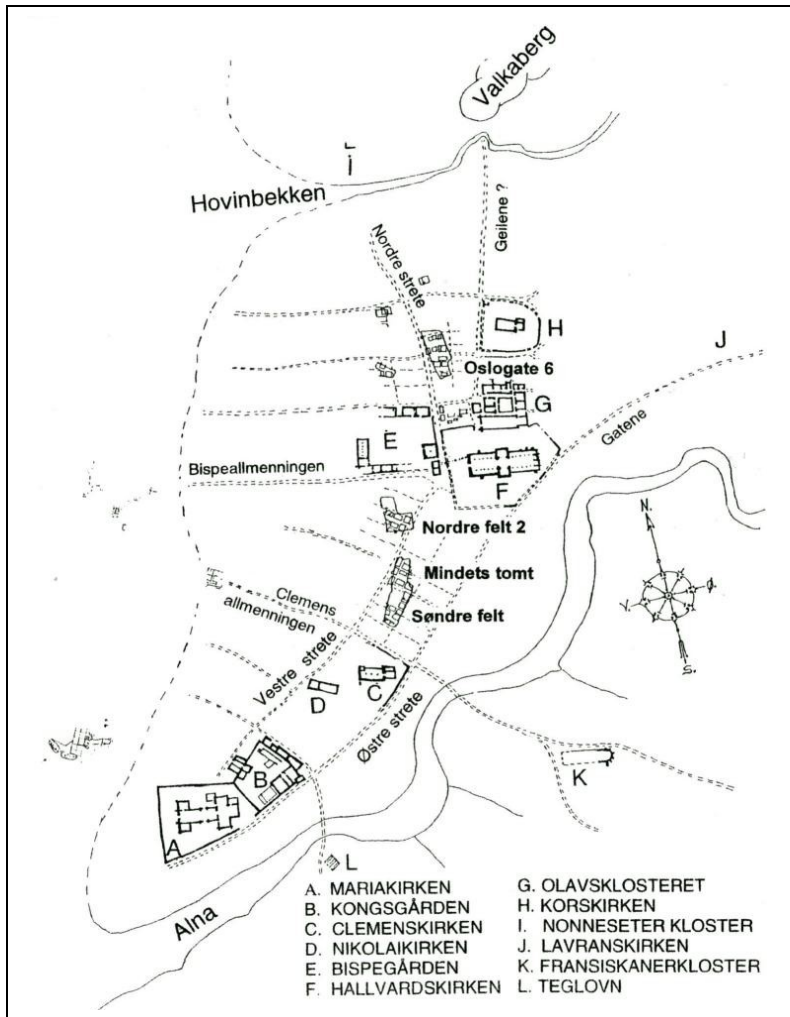 Valkaberg
I
Hovinbekken
Geilene ?
Nordre strete
H
J
Oslogate 6
G
Gatene
E
Bispeallmenningen
F
N.
Nordre felt 2
Mindets tomt
Clemens
allmenningen
Søndre felt
V.
Ø
S.
Vestre strete
C
D
Østre strete
B
K
A
L
Alna
A. MARIAKIRKEN
B. KONGSGÅRDEN
C. CLEMENSKIRKEN
D. NIKOLAIKIRKEN
E. BISPEGÅRDEN
F. HALLVARDSKIRKEN
G. OLAVSKLOSTERET
H. KORSKIRKEN
I. NONNESETER KLOSTER
J. LAVRANSKIRKEN
K. FRANSISKANERKLOSTER
L. TEGLOVN